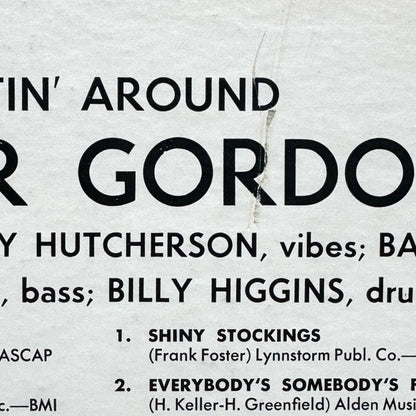 TIN' AROUND
R GORDO
Y HUTCHERSON, vibes; BA
, bass; BILLY HIGGINS, dru
1. SHINY STOCKINGS
ASCAP (Frank Foster) Lynnstorm Publ. Co.—
2. EVERYBODY'S SOMEBODY'S F
c.—BMI (H. Keller-H. Greenfield) Alden Musi